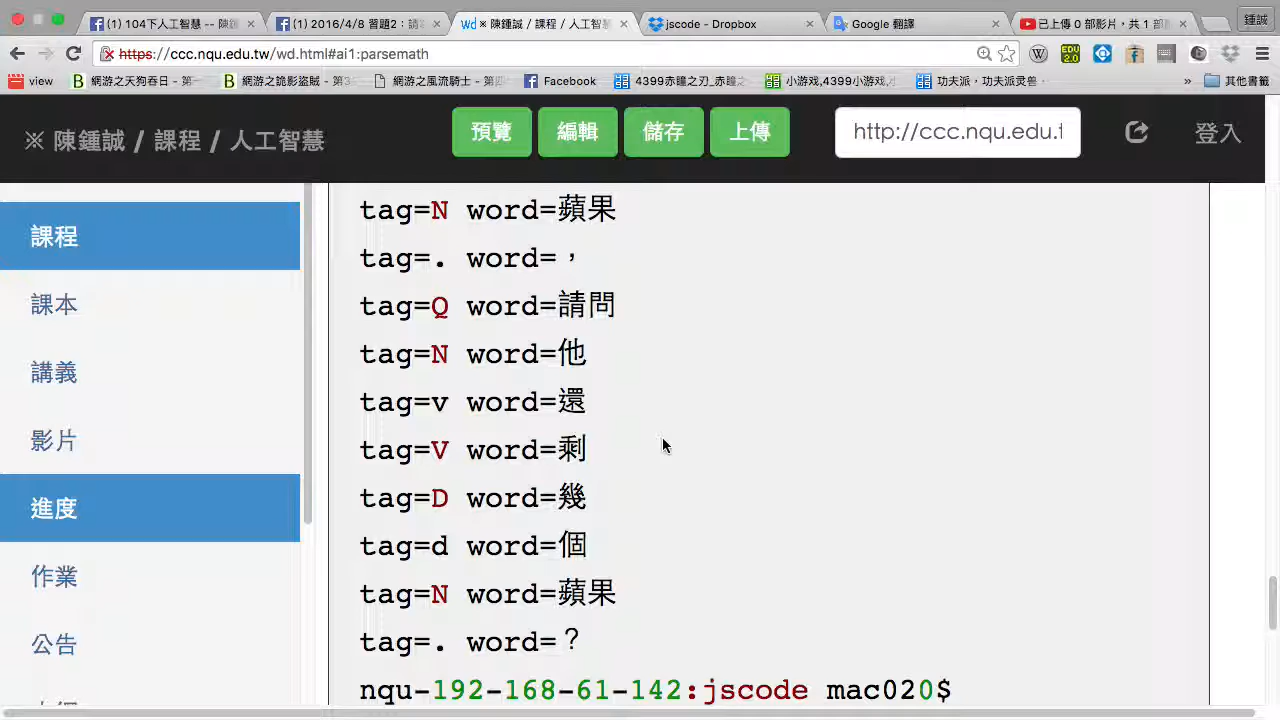 (1) 104下人工智慧 -- 陳鍾
(1) 2016/4/8 習題2：請
Wd ※ 陳鍾誠 / 課程 / 人工智慧
jscode - Dropbox
Google 翻譯
已上傳 0 部影片，共 1 部
鍾誠
https://ccc.nqu.edu.tw/wd.html#ai1:parsemath
view
網游之天狗春日 - 第一
網游之詭影盜賊 - 第3
網游之風流騎士 - 第四
Facebook
4399赤瞳之刃_赤瞳之
小游戏,4399小游戏,
功夫派，功夫派灵兽
»
其他書籤
※ 陳鍾誠 / 課程 / 人工智慧
預覽
編輯
儲存
上傳
http://ccc.nqu.edu.t
登入
課程
課本
講義
影片
進度
作業
公告
tag=N word=蘋果
tag=. word=，
tag=Q word=請問
tag=N word=他
tag=v word=還
tag=V word=剩
tag=D word=幾
tag=d word=個
tag=N word=蘋果
tag=. word=？
nqu-192-168-61-142:jscode mac020$